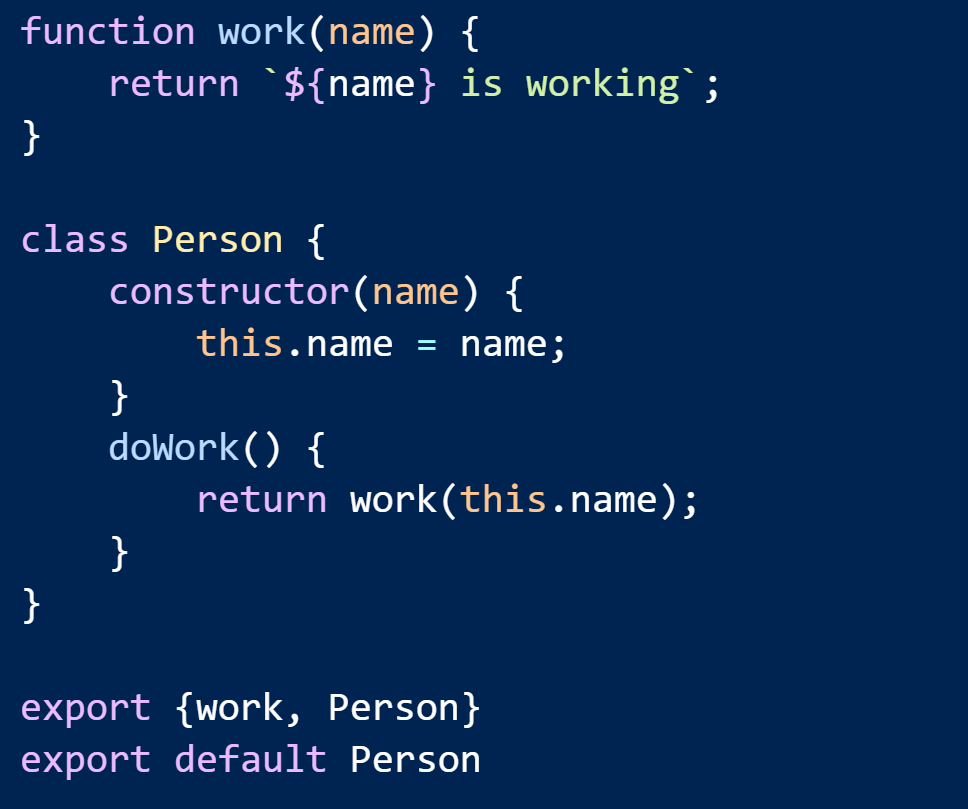 function work(name) {
    return `${name} is working`;
}

class Person {
    constructor(name) {
        this.name = name;
    }
    doWork() {
        return work(this.name);
    }
}

export {work, Person}
export default Person